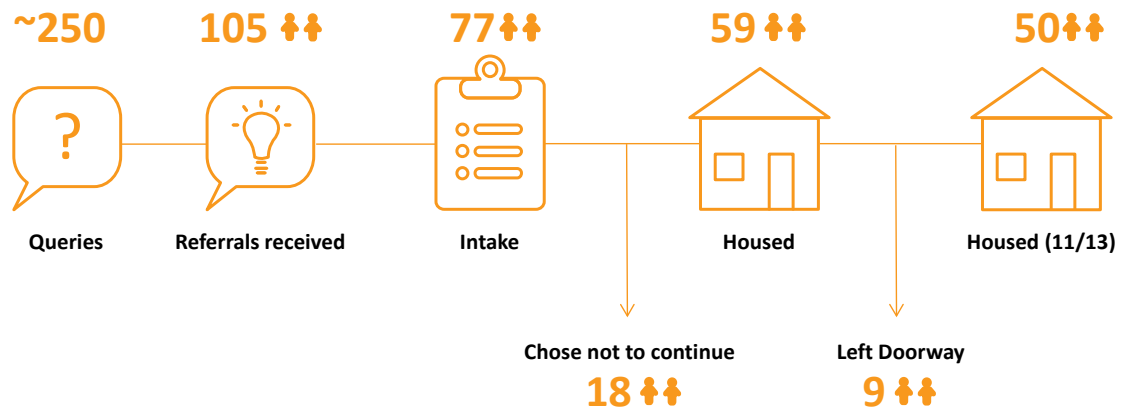 ~250
105
77
59
50
?
Queries
Referrals received
Intake
Housed
Housed (11/13)
Chose not to continue
Left Doorway
18
9